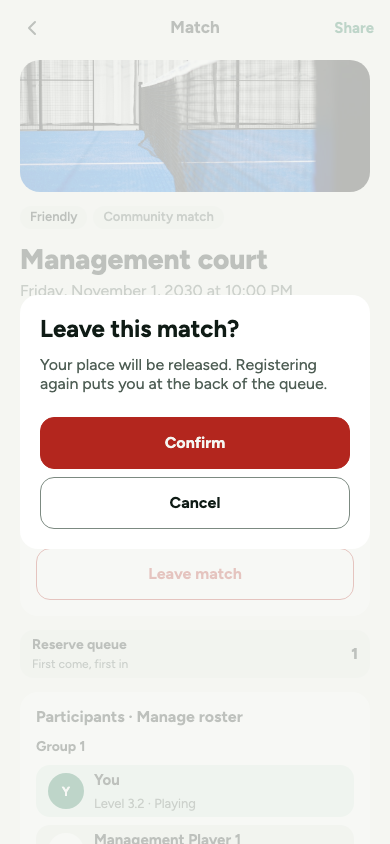 Match
Share
Friendly
Community match
Management court
Friday, November 1, 2030 at 10:00 PM
Leave this match?
Your place will be released. Registering
again puts you at the back of the queue.
Confirm
Cancel
Leave match
Reserve queue
First come, first in
1
Participants · Manage roster
Group 1
Y
You
Level 3.2 · Playing
Management Player 1